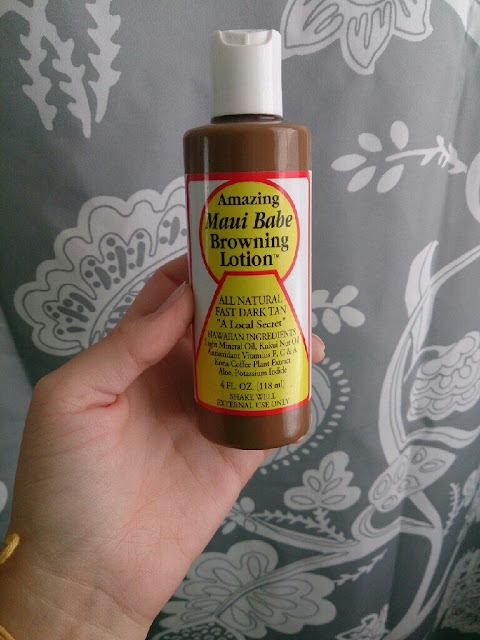 Amazing
Maui Babe
Browning
Lotion™
ALL NATURAL
FAST DARK TAN
"A Local Secret"
HAWAIIAN INGREDIENTS
Light Mineral Oil, Kukui Nut Oil
Antioxidant Vitamins E, C & A
Kona Coffee Plant Extract
Aloe, Potassium Iodide
4 FL. OZ. (118 ml)
SHAKE WELL
EXTERNAL USE ONLY